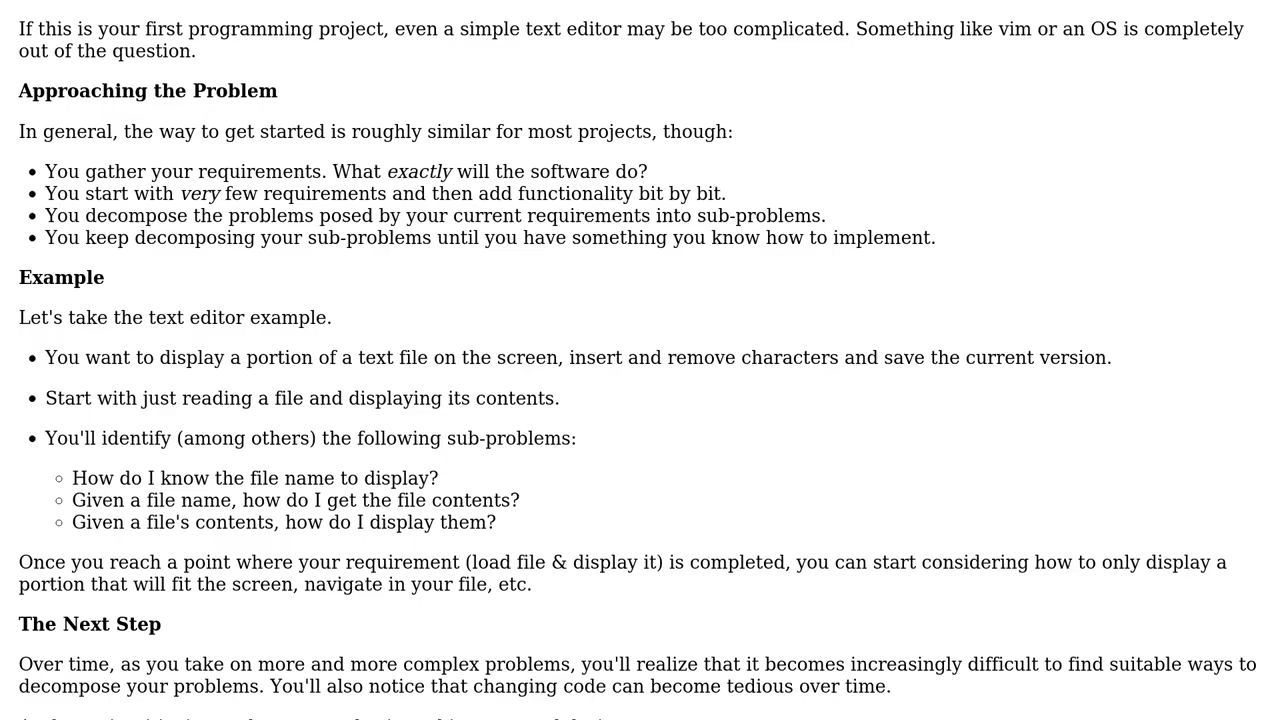 If this is your first programming project, even a simple text editor may be too complicated. Something like vim or an OS is completely
out of the question.
Approaching the Problem
In general, the way to get started is roughly similar for most projects, though:
• You gather your requirements. What exactly will the software do?
• You start with very few requirements and then add functionality bit by bit.
• You decompose the problems posed by your current requirements into sub-problems.
• You keep decomposing your sub-problems until you have something you know how to implement.
Example
Let's take the text editor example.
• You want to display a portion of a text file on the screen, insert and remove characters and save the current version.
• Start with just reading a file and displaying its contents.
• You'll identify (among others) the following sub-problems:
◦ How do I know the file name to display?
◦ Given a file name, how do I get the file contents?
◦ Given a file's contents, how do I display them?
Once you reach a point where your requirement (load file & display it) is completed, you can start considering how to only display a
portion that will fit the screen, navigate in your file, etc.
The Next Step
Over time, as you take on more and more complex problems, you'll realize that it becomes increasingly difficult to find suitable ways to
decompose your problems. You'll also notice that changing code can become tedious over time.